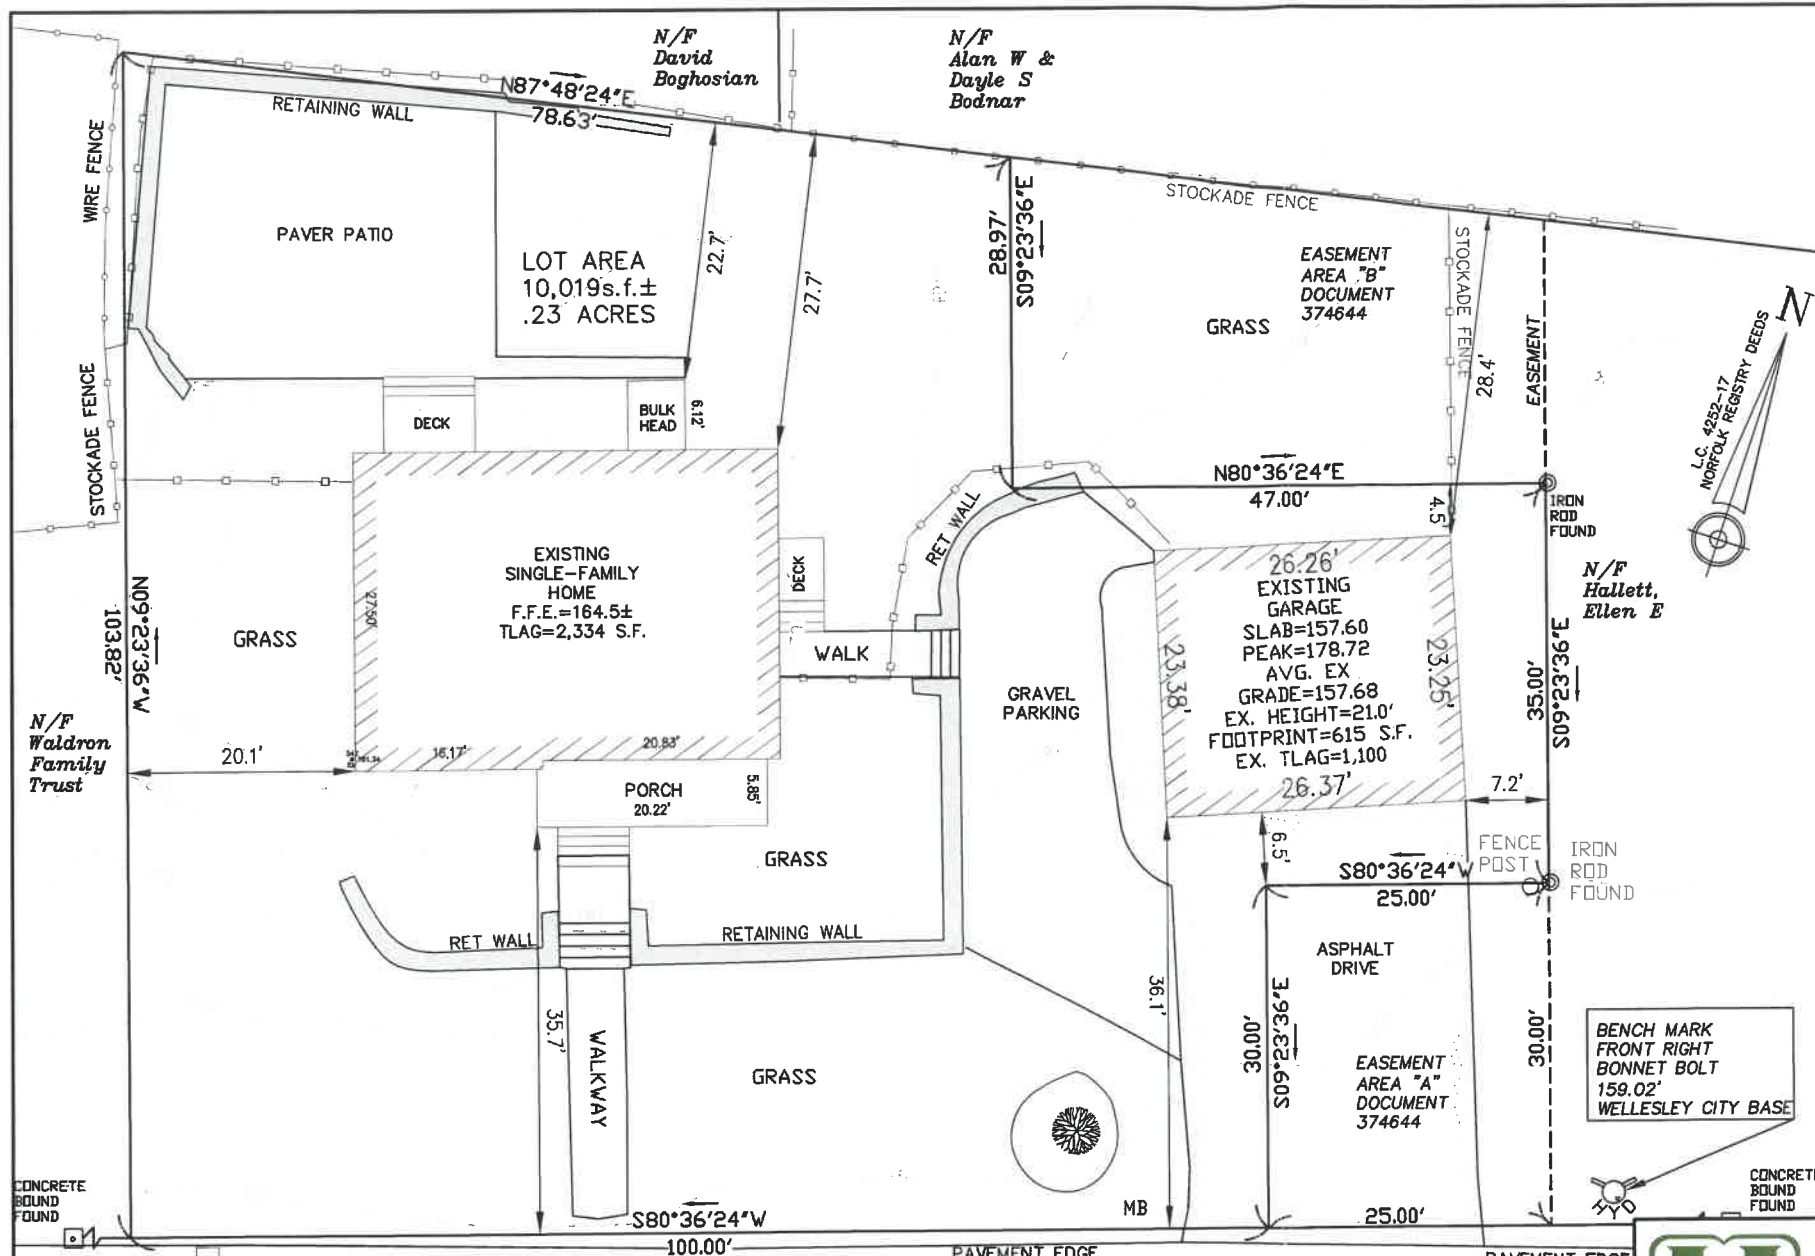 N/F
David
Boghosian
N/F
Alan W &
Dayle S
Bodnar
N87°48'24"E
78.63'
RETAINING WALL
WIRE FENCE
PAVER PATIO
LOT AREA
10,019s.f.±
.23 ACRES
22.7'
27.7'
28.97'
S09°23'36"E
STOCKADE FENCE
EASEMENT
AREA "B"
DOCUMENT
374644
GRASS
STOCKADE FENCE
28.4'
EASEMENT
N
L.C. 4252-17
NORFOLK REGISTRY DEEDS
STOCKADE FENCE
DECK
BULK
HEAD
6.12'
N80°36'24"E
47.00'
4.5'
IRON
ROD
FOUND
RET WALL
N/F
Hallett,
Ellen E
EXISTING
SINGLE-FAMILY
HOME
F.F.E.=164.5±
TLAG=2,334 S.F.
27.50'
DECK
WALK
GRASS
N09°23'36"W
103.82'
26.26'
EXISTING
GARAGE
SLAB=157.60
PEAK=178.72
AVG. EX
GRADE=157.68
EX. HEIGHT=21.0'
FOOTPRINT=615 S.F.
EX. TLAG=1,100
26.37'
23.38'
23.25'
35.00'
S09°23'36"E
GRAVEL
PARKING
N/F
Waldron
Family
Trust
20.1'
16.17'
20.83'
PORCH
20.22'
5.85'
7.2'
GRASS
6.5'
FENCE
POST
IRON
ROD
FOUND
S80°36'24"W
25.00'
RET WALL
RETAINING WALL
ASPHALT
DRIVE
35.7'
WALKWAY
GRASS
36.1'
30.00'
S09°23'36"E
EASEMENT
AREA "A"
DOCUMENT
374644
30.00'
BENCH MARK
FRONT RIGHT
BONNET BOLT
159.02'
WELLESLEY CITY BASE
HYD
CONCRETE
BOUND
FOUND
CONCRETE
BOUND
FOUND
MB
S80°36'24"W
100.00'
25.00'
PAVEMENT EDGE
PAVEMENT EDGE